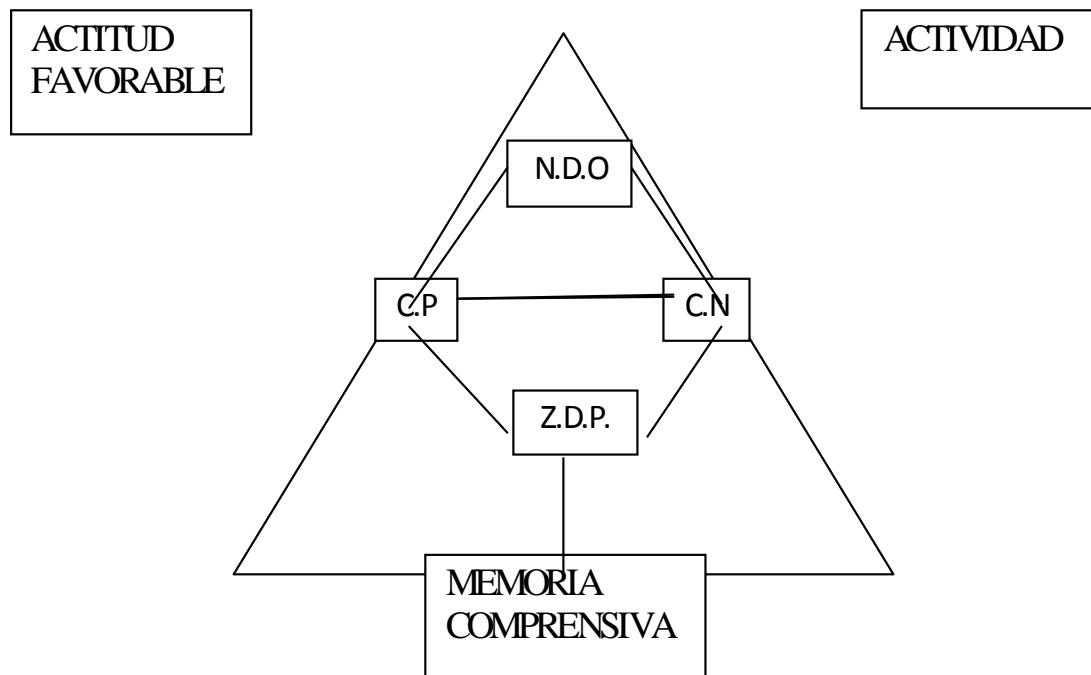 ACTITUD
FAVORABLE
ACTIVIDAD
N.D.O
C.P
C.N
Z.D.P.
MEMORIA
COMPRENSIVA